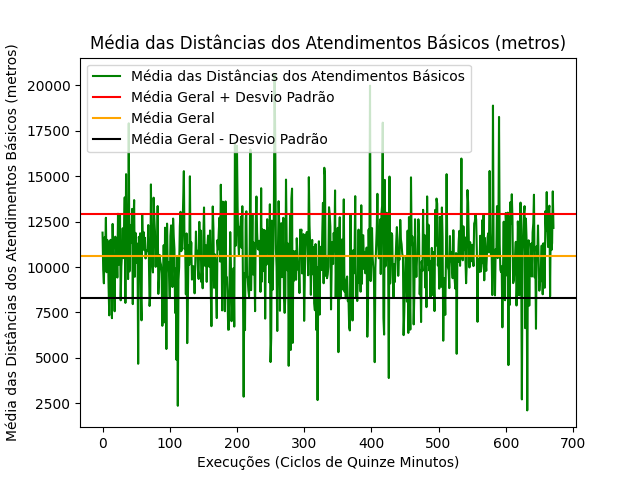 Média das Distâncias dos Atendimentos Básicos (metros)
Média das Distâncias dos Atendimentos Básicos
Média Geral + Desvio Padrão
Média Geral
Média Geral - Desvio Padrão
Média das Distâncias dos Atendimentos Básicos (metros)
20000
17500
15000
12500
10000
7500
5000
2500
0 100 200 300 400 500 600 700
Execuções (Ciclos de Quinze Minutos)